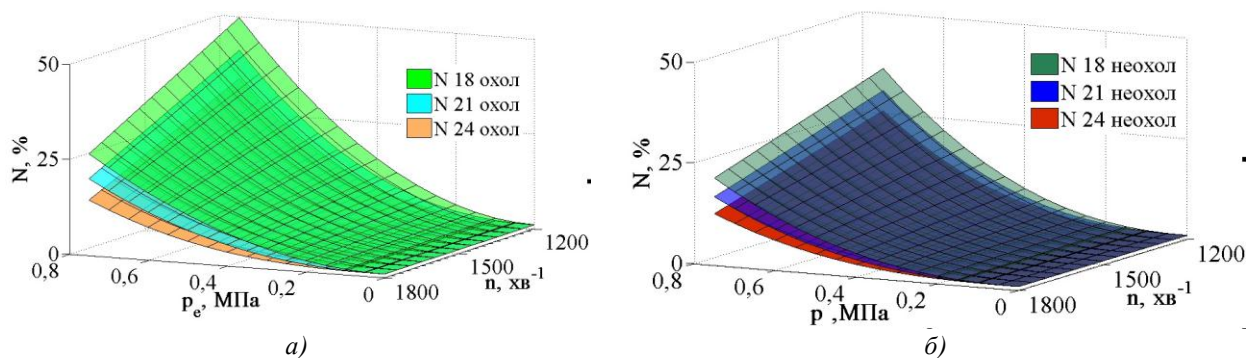 50
25
0
N, %
0,8
0,6
0,4
0,2
0
pe, МПа
1800
1500
1200
n, хв-1
N 18 охол
N 21 охол
N 24 охол
а)
50
25
0
N, %
0,8
0,6
0,4
0,2
0
p ,МПа
1800
1500
1200
n, хв-1
N 18 неохол
N 21 неохол
N 24 неохол
б)